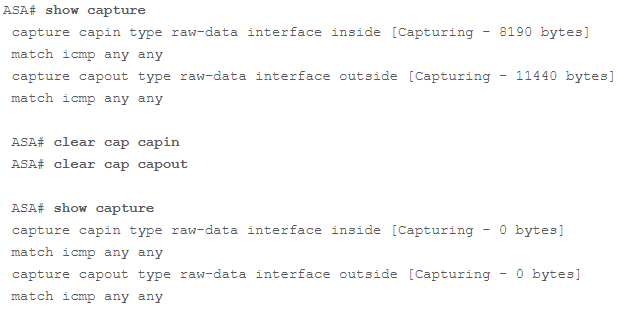 ASA# show capture
capture capin type raw-data interface inside [Capturing - 8190 bytes]
match icmp any any
capture capout type raw-data interface outside [Capturing - 11440 bytes]
match icmp any any
ASA# clear cap capin
ASA# clear cap capout
ASA# show capture
capture capin type raw-data interface inside [Capturing - 0 bytes]
match icmp any any
capture capout type raw-data interface outside [Capturing - 0 bytes]
match icmp any any